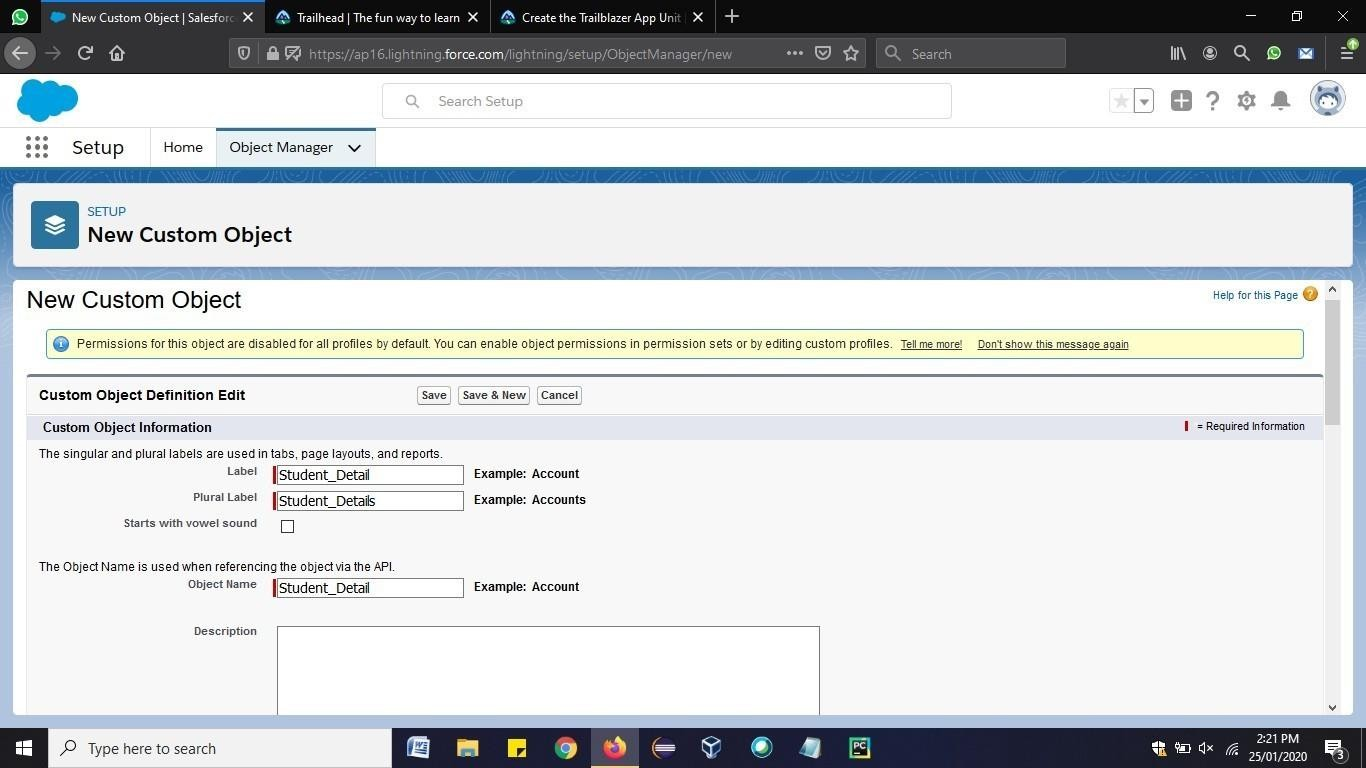 New Custom Object | Salesforc
Trailhead | The fun way to learn
Create the Trailblazer App Unit
https://ap16.lightning.force.com/lightning/setup/ObjectManager/new
Search
Search Setup
Setup
Home
Object Manager
SETUP
New Custom Object
New Custom Object
Help for this Page ?
Permissions for this object are disabled for all profiles by default. You can enable object permissions in permission sets or by editing custom profiles. Tell me more! Don't show this message again
Custom Object Definition Edit Save Save & New Cancel
Custom Object Information = Required Information
The singular and plural labels are used in tabs, page layouts, and reports.
Label Student_Detail Example: Account
Plural Label Student_Details Example: Accounts
Starts with vowel sound
The Object Name is used when referencing the object via the API.
Object Name Student_Detail Example: Account
Description
Type here to search
PC
2:21 PM
25/01/2020
3